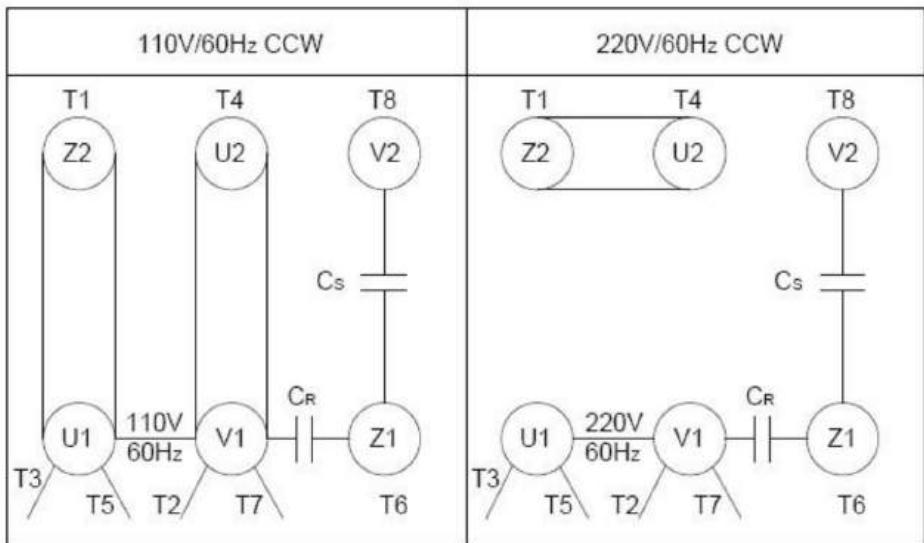 110V/60Hz CCW
T1 T4 T8
Z2 U2 V2
Cs
CR
U1 110V 60Hz V1 Z1
T3 T5 T2 T7 T6
220V/60Hz CCW
T1 T4 T8
Z2 U2 V2
Cs
CR
U1 220V 60Hz V1 Z1
T3 T5 T2 T7 T6